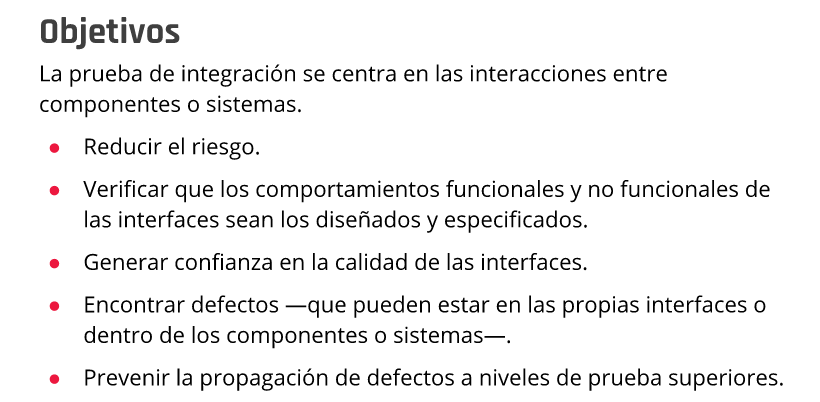 Objetivos
La prueba de integración se centra en las interacciones entre
componentes o sistemas.
● Reducir el riesgo.
● Verificar que los comportamientos funcionales y no funcionales de
las interfaces sean los diseñados y especificados.
● Generar confianza en la calidad de las interfaces.
● Encontrar defectos —que pueden estar en las propias interfaces o
dentro de los componentes o sistemas—.
● Prevenir la propagación de defectos a niveles de prueba superiores.